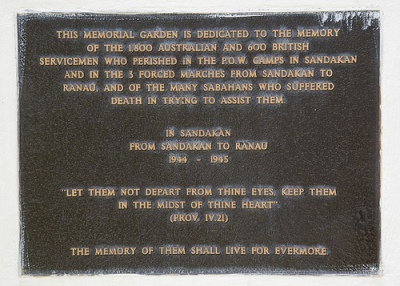 THIS MEMORIAL GARDEN IS DEDICATED TO THE MEMORY
OF THE 1,800 AUSTRALIAN AND 600 BRITISH
SERVICEMEN WHO PERISHED IN THE P.O.W. CAMPS IN SANDAKAN
AND IN THE 3 FORCED MARCHES FROM SANDAKAN TO
RANAU, AND OF THE MANY SABAHANS WHO SUFFERED
DEATH IN TRYING TO ASSIST THEM.
IN SANDAKAN
FROM SANDAKAN TO RANAU
1944 - 1945
"LET THEM NOT DEPART FROM THINE EYES, KEEP THEM
IN THE MIDST OF THINE HEART".
(PROV. IV.21)
THE MEMORY OF THEM SHALL LIVE FOR EVERMORE.